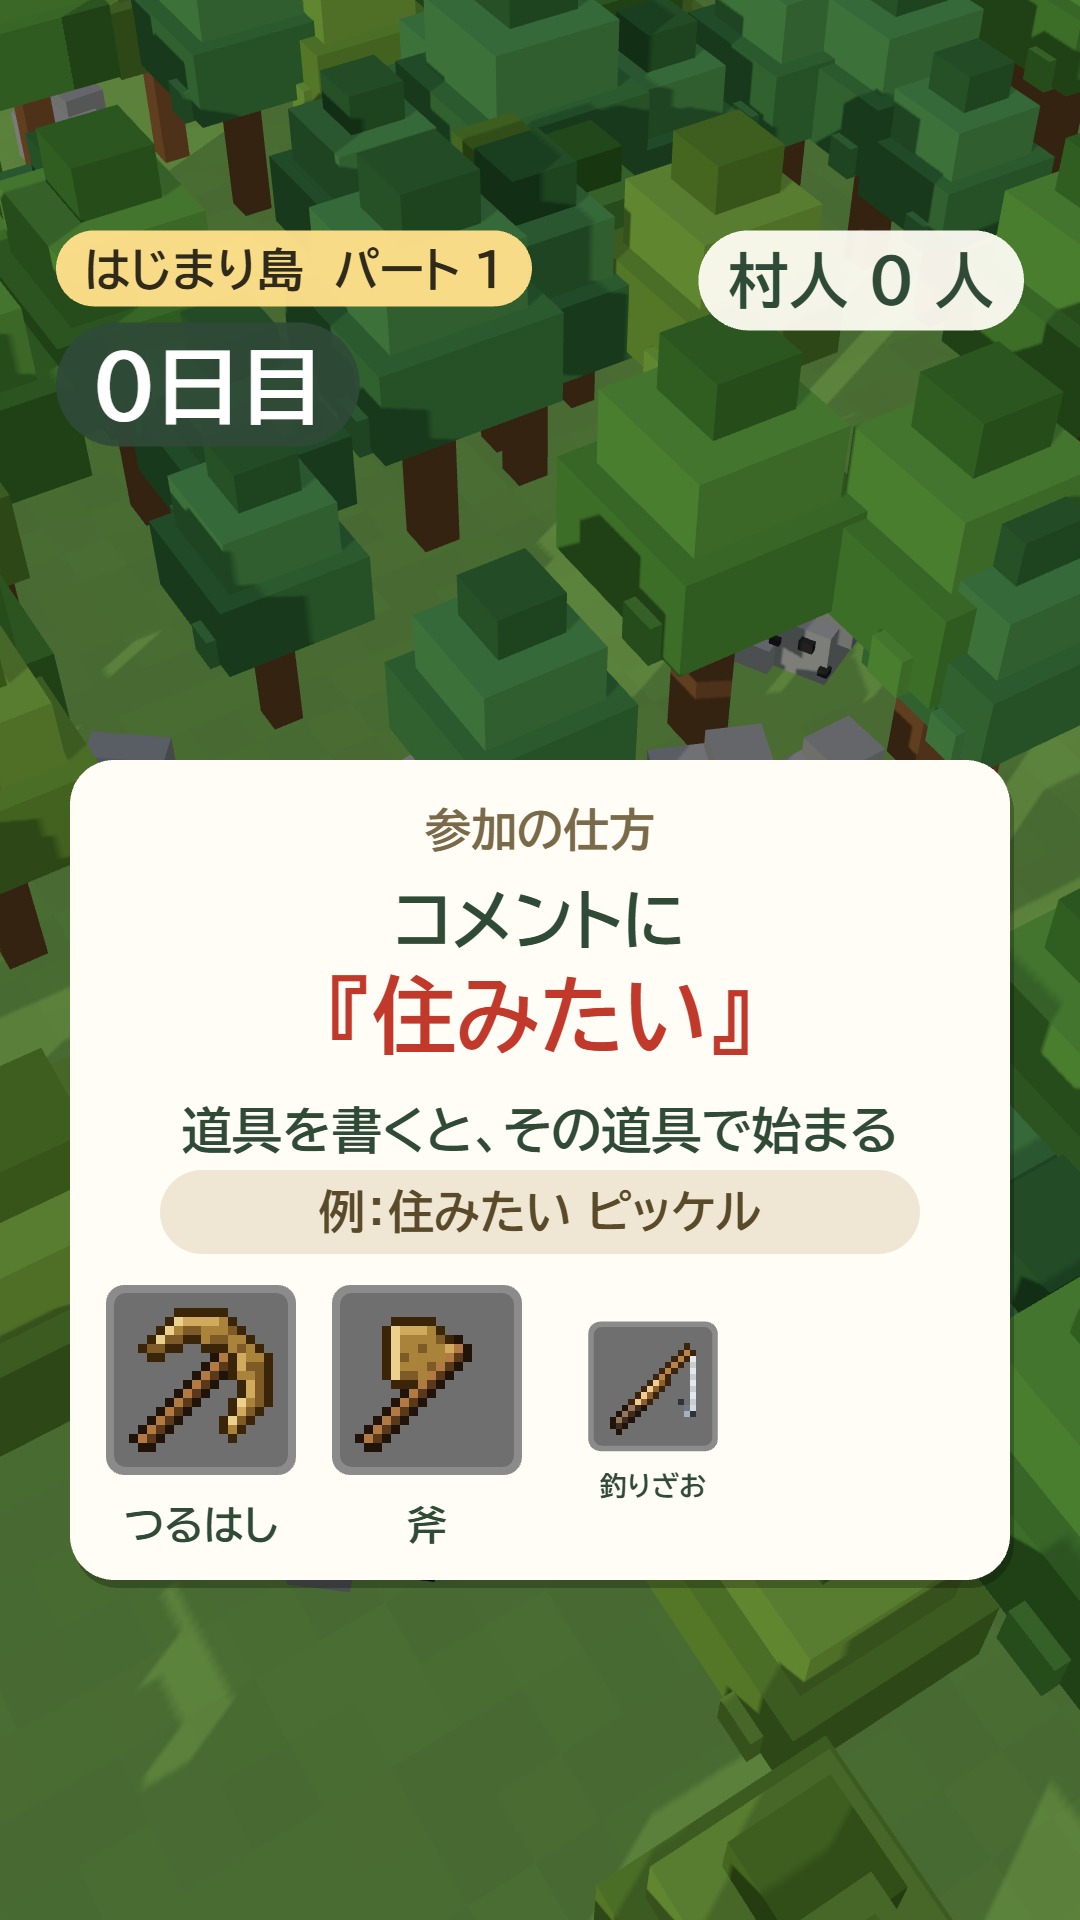 はじまり島 パート 1
村人 0 人
0日目
参加の仕方
コメントに
『住みたい』
道具を書くと、その道具で始まる
例：住みたい ピッケル
つるはし
斧
釣りざお